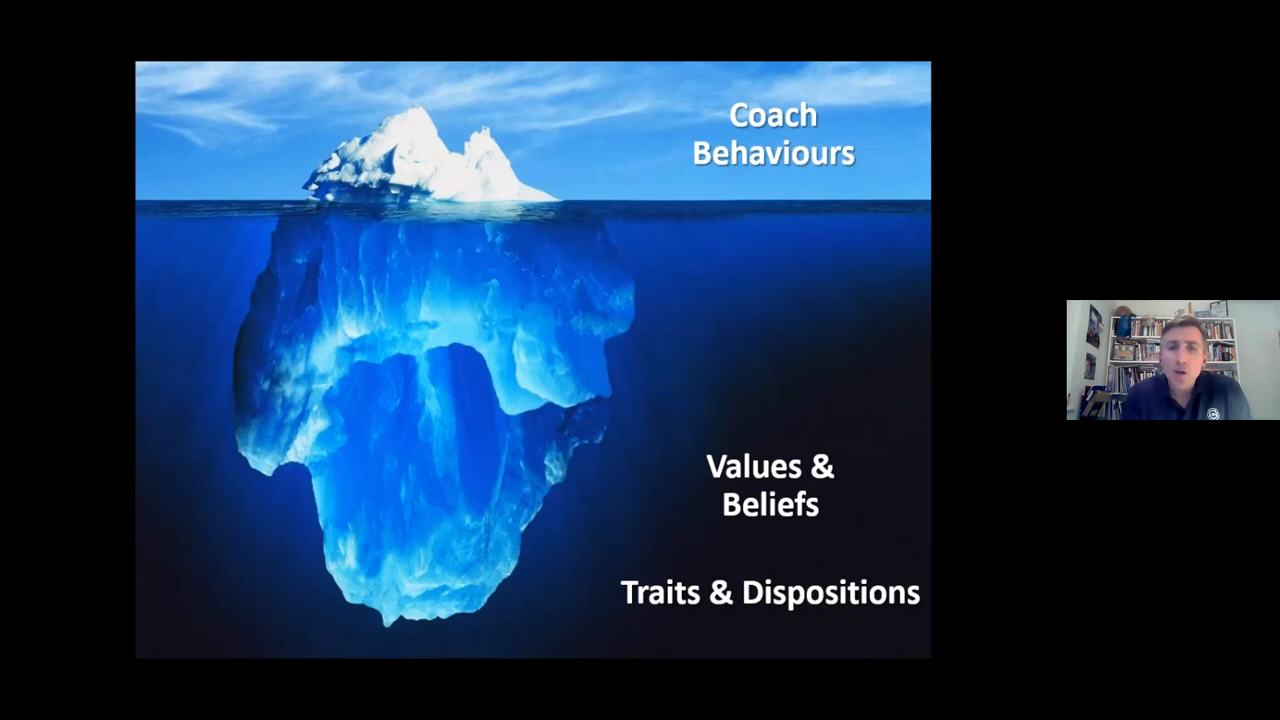 Coach
Behaviours
Values &
Beliefs
Traits & Dispositions